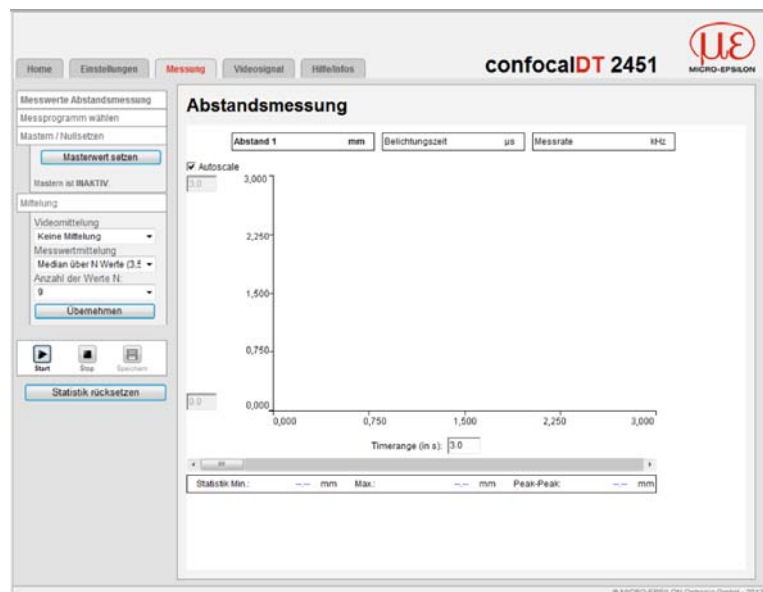 με
MICRO-EPSILON
confocalDT 2451
Home Einstellungen Messung Videosignal Hilfe/Infos
Messwerte Abstandsmessung
Messprogramm wählen
Mastern / Nullsetzen
Masterwert setzen
Mastern ist INAKTIV.
Mittelung
Videomittelung
Keine Mittelung
Messwertmittelung
Median über N Werte (3,5
Anzahl der Werte N:
9
Übernehmen
Start Stop Speichern
Statistik rücksetzen
Abstandsmessung
Abstand 1 mm Belichtungszeit µs Messrate kHz
Autoscale
3.0
3,000
2,250
1,500
0,750
0.0
0,000
0,000 0,750 1,500 2,250 3,000
Timerange (in s): 3.0
Statistik Min.: --.-- mm Max.: --.-- mm Peak-Peak: --.-- mm